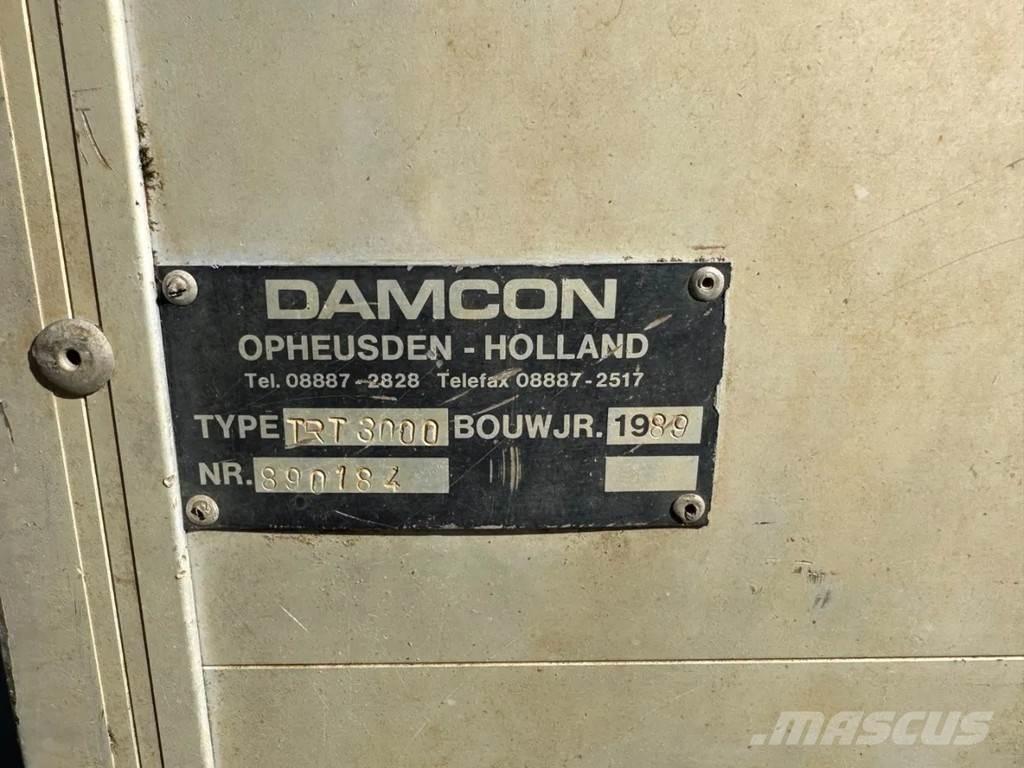 DAMCON
OPHEUSDEN - HOLLAND
Tel. 08887-2828 Telefax 08887-2517
TYPE TRT 3000 BOUWJR. 1989
NR. 890184
MASCUS